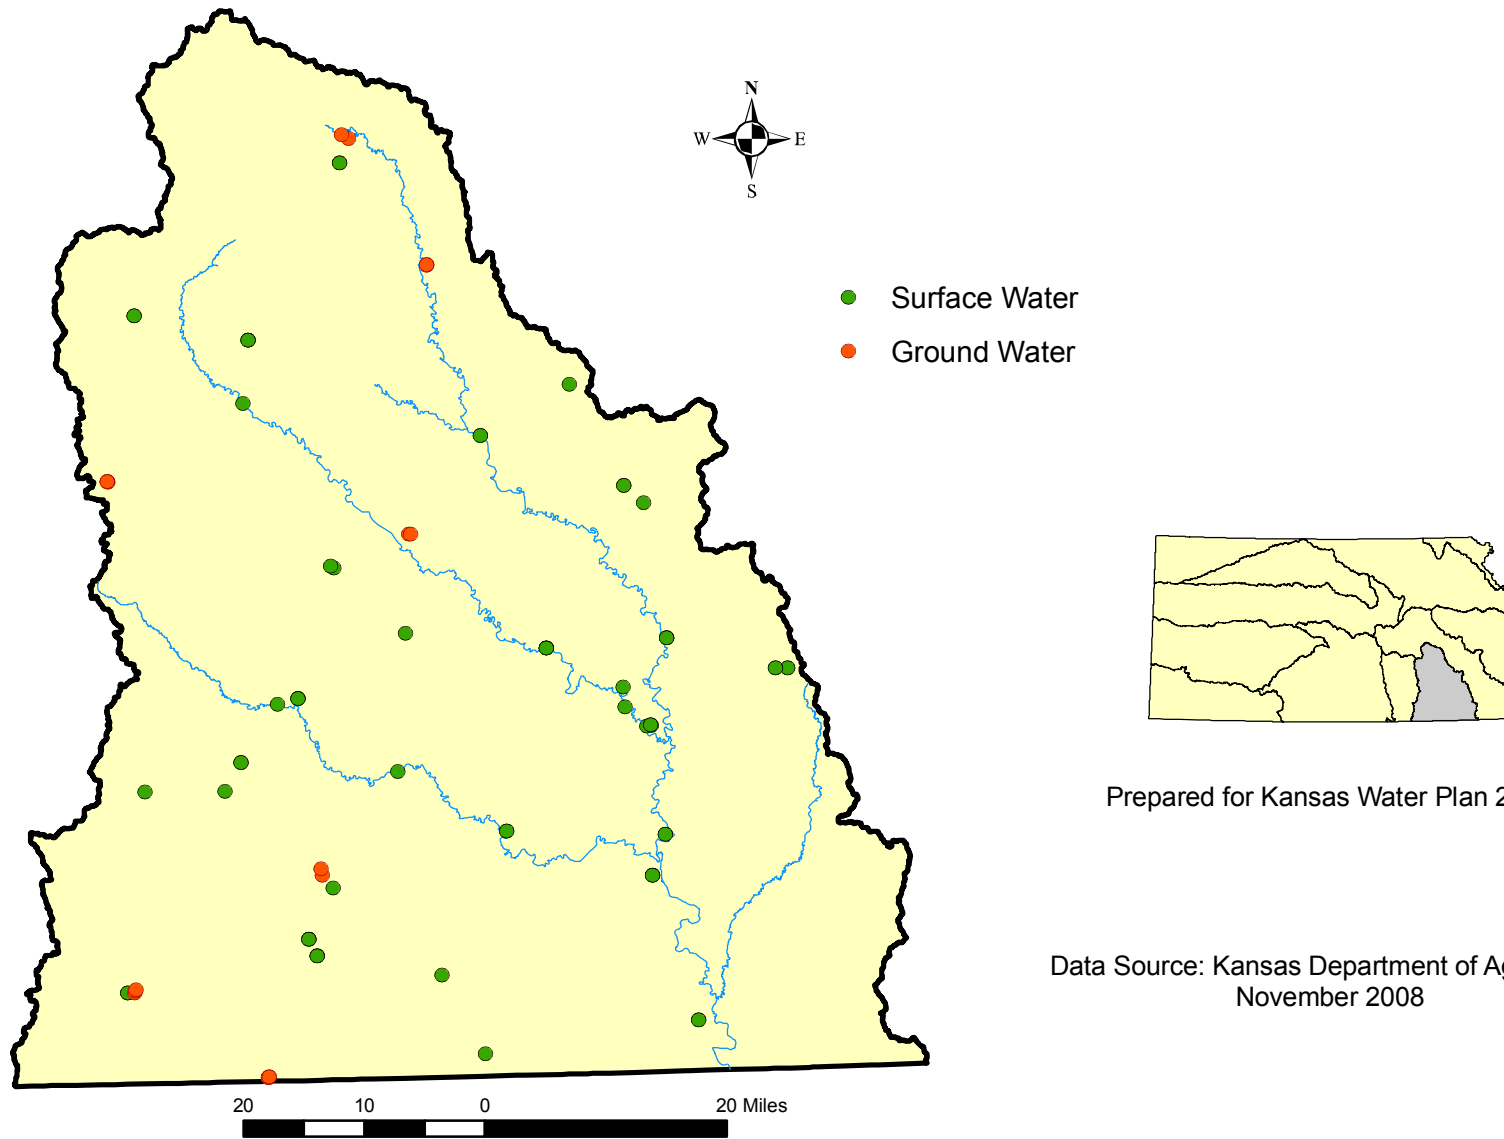 N
W E
S
Surface Water
Ground Water
Prepared for Kansas Water Plan
Data Source: Kansas Department of
November 2008
20 10 0 20 Miles